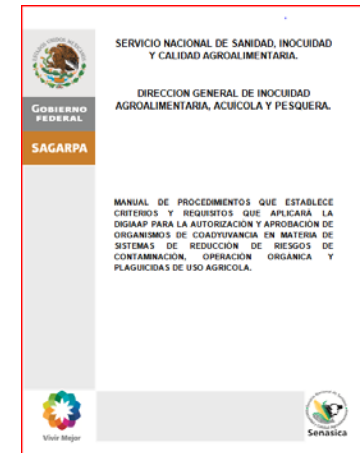 SERVICIO NACIONAL DE SANIDAD, INOCUIDAD
Y CALIDAD AGROALIMENTARIA.
DIRECCION GENERAL DE INOCUIDAD
AGROALIMENTARIA, ACUÍCOLA Y PESQUERA.
GOBIERNO
FEDERAL
SAGARPA
MANUAL DE PROCEDIMIENTOS QUE ESTABLECE
CRITERIOS Y REQUISITOS QUE APLICARÁ LA
DIGIAAP PARA LA AUTORIZACIÓN Y APROBACIÓN DE
ORGANISMOS DE COADYUVANCIA EN MATERIA DE
SISTEMAS DE REDUCCIÓN DE RIESGOS DE
CONTAMINACIÓN, OPERACIÓN ORGÁNICA Y
PLAGUICIDAS DE USO AGRICOLA.
Vivir Mejor
Senasica